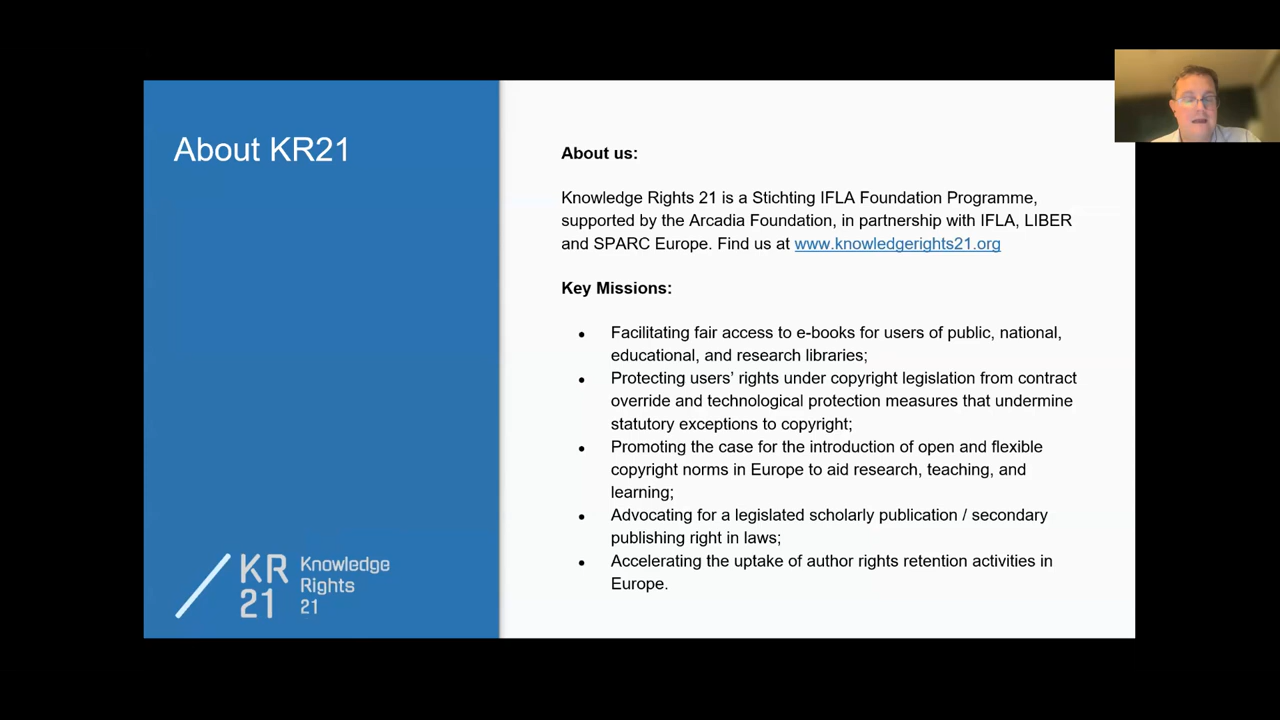 About KR21
About us:
Knowledge Rights 21 is a Stichting IFLA Foundation Programme,
supported by the Arcadia Foundation, in partnership with IFLA, LIBER
and SPARC Europe. Find us at www.knowledgerights21.org
Key Missions:
• Facilitating fair access to e-books for users of public, national,
educational, and research libraries;
• Protecting users’ rights under copyright legislation from contract
override and technological protection measures that undermine
statutory exceptions to copyright;
• Promoting the case for the introduction of open and flexible
copyright norms in Europe to aid research, teaching, and
learning;
• Advocating for a legislated scholarly publication / secondary
publishing right in laws;
• Accelerating the uptake of author rights retention activities in
Europe.
KR
21
Knowledge
Rights
21